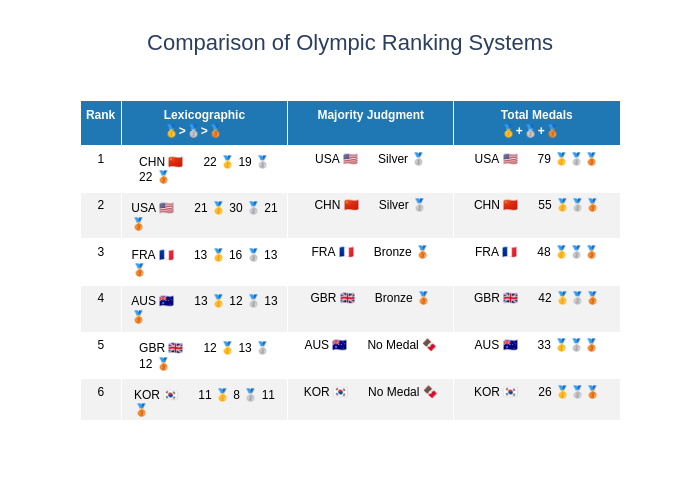 Comparison of Olympic Ranking Systems
Rank Lexicographic Majority Judgment Total Medals
🥇>🥈>🥉 🥇+🥈+🥉
1 CHN 🇨🇳 22 🥇 19 🥈 USA 🇺🇸 Silver 🥈 USA 🇺🇸 79 🥇🥈🥉
22 🥉
2 USA 🇺🇸 21 🥇 30 🥈 21 CHN 🇨🇳 Silver 🥈 CHN 🇨🇳 55 🥇🥈🥉
🥉
3 FRA 🇫🇷 13 🥇 16 🥈 13 FRA 🇫🇷 Bronze 🥉 FRA 🇫🇷 48 🥇🥈🥉
🥉
4 AUS 🇦🇺 13 🥇 12 🥈 13 GBR 🇬🇧 Bronze 🥉 GBR 🇬🇧 42 🥇🥈🥉
🥉
5 GBR 🇬🇧 12 🥇 13 🥈 AUS 🇦🇺 No Medal 🍫 AUS 🇦🇺 33 🥇🥈🥉
12 🥉
6 KOR 🇰🇷 11 🥇 8 🥈 11 KOR 🇰🇷 No Medal 🍫 KOR 🇰🇷 26 🥇🥈🥉
🥉